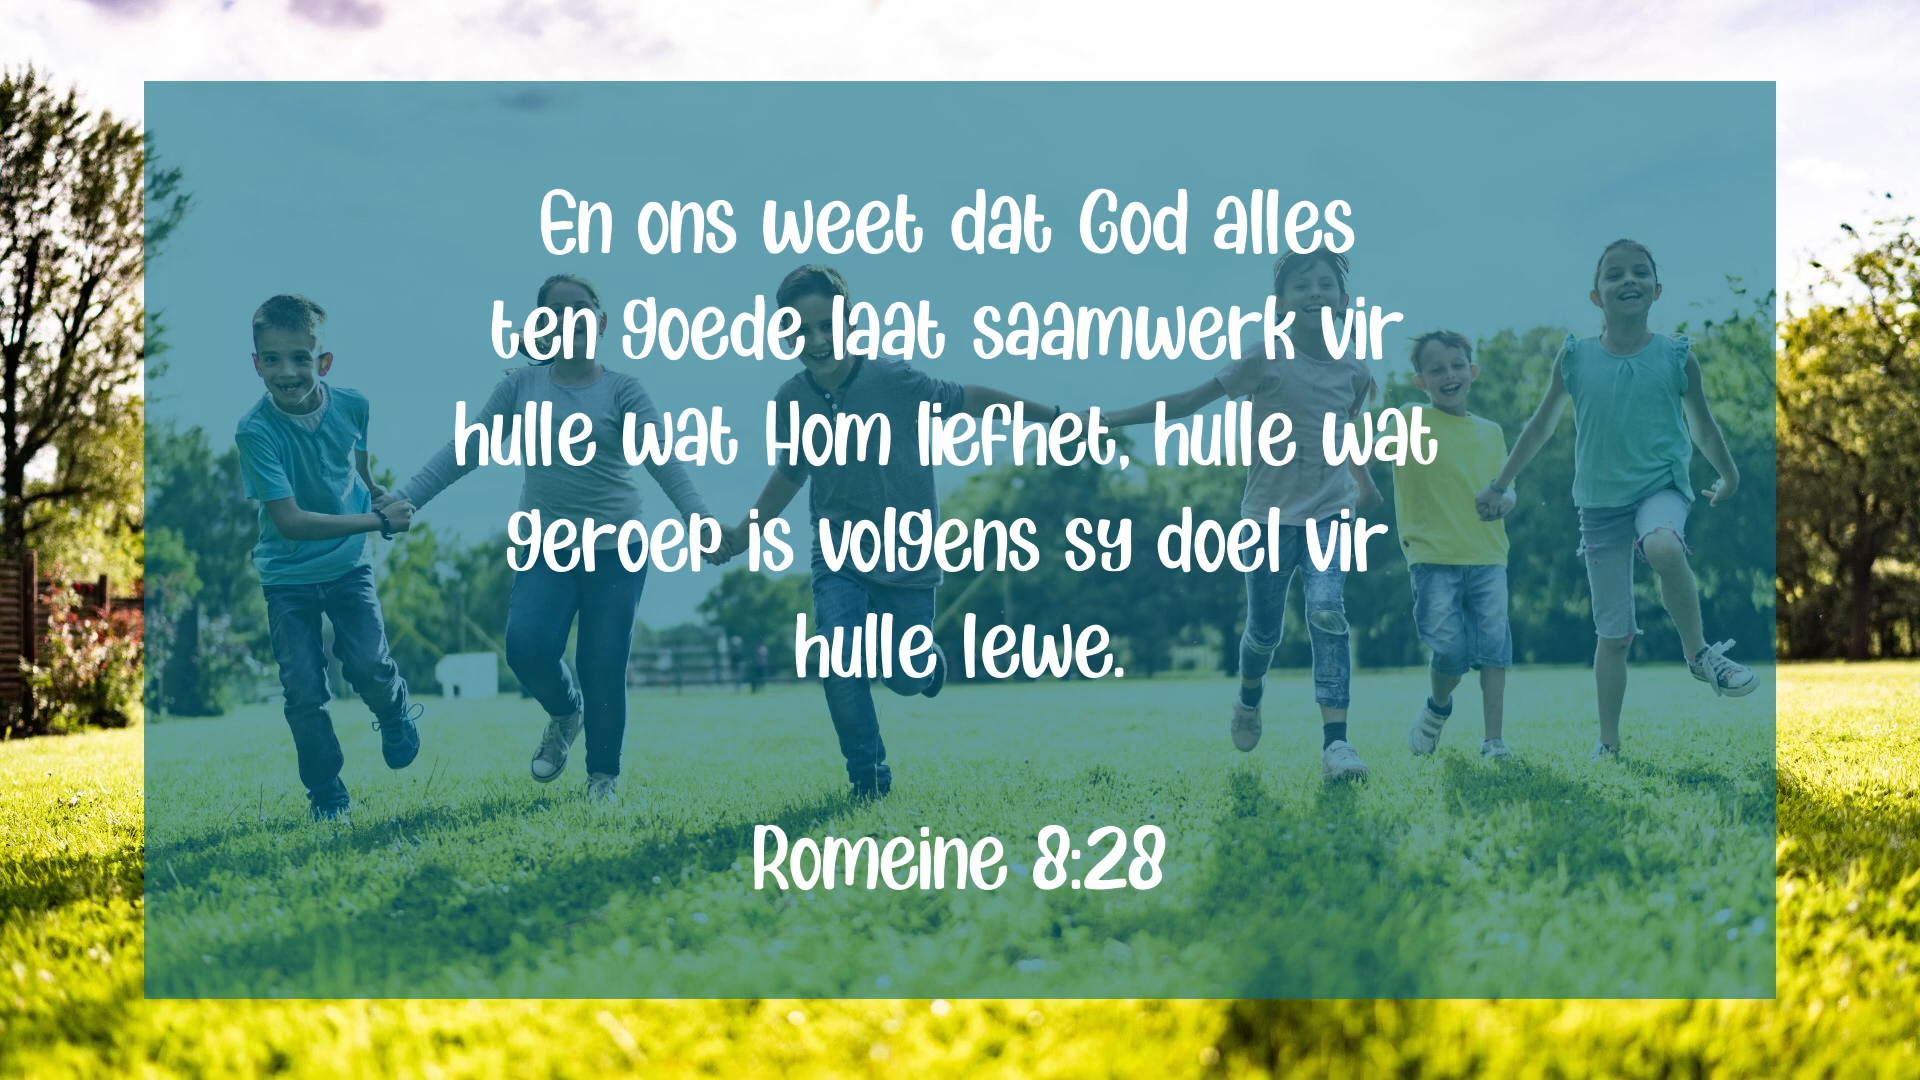 En ons weet dat God alles
ten goede laat saamwerk vir
hulle wat Hom liefhet, hulle wat
geroep is volgens sy doel vir
hulle lewe.
Romeine 8:28